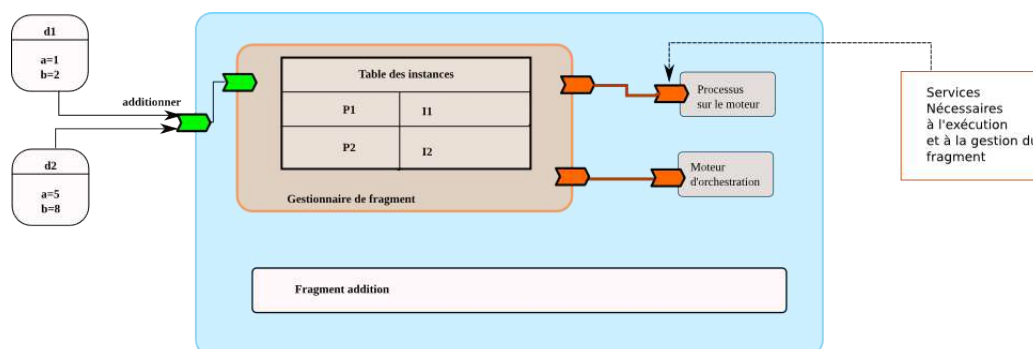 d1
a=1
b=2
additionner
d2
a=5
b=8
Table des instances
P1 I1
P2 I2
Gestionnaire de fragment
Processus
sur le moteur
Moteur
d'orchestration
Fragment addition
Services
Nécessaires
à l'exécution
et à la gestion du
fragment